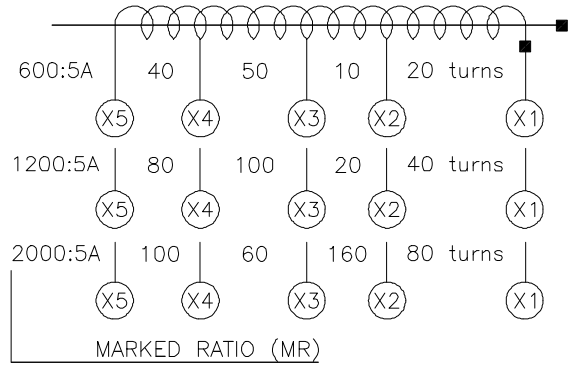 600:5A 40 50 10 20 turns
X5 X4 X3 X2 X1
1200:5A 80 100 20 40 turns
X5 X4 X3 X2 X1
2000:5A 100 60 160 80 turns
X5 X4 X3 X2 X1
MARKED RATIO (MR)